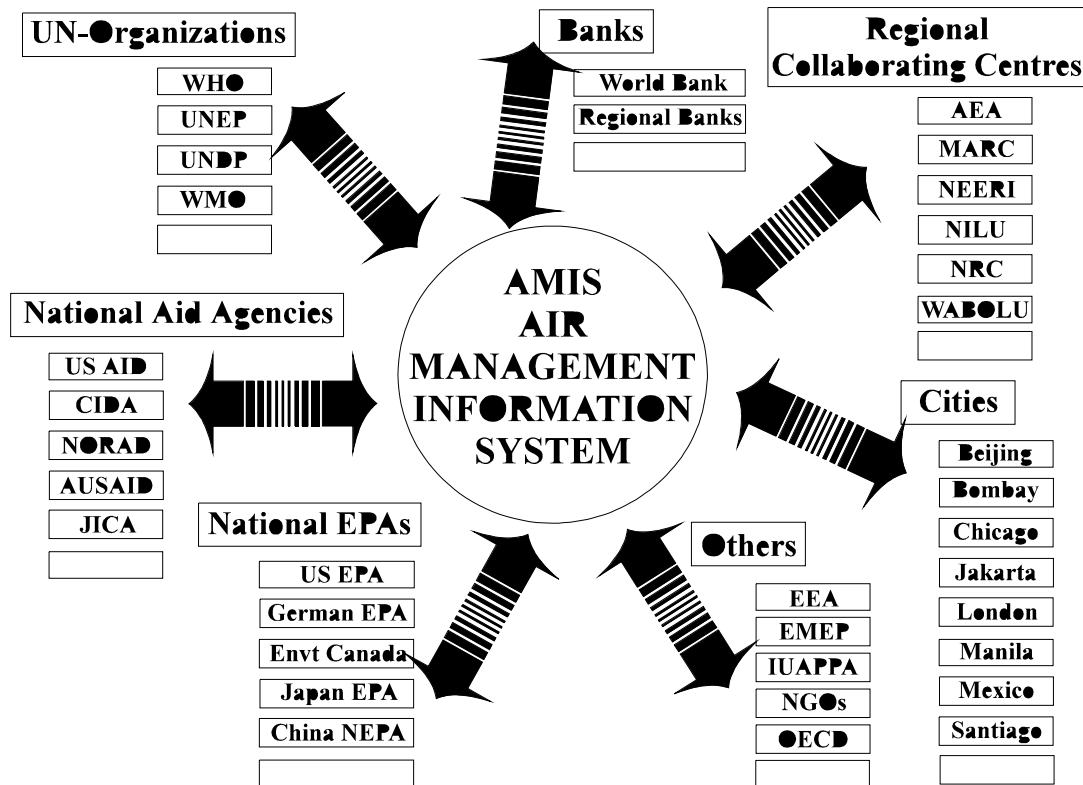 UN-Organizations
WHO
UNEP
UNDP
WMO
Banks
World Bank
Regional Banks
Regional
Collaborating Centres
AEA
MARC
NEERI
NILU
NRC
WABOLU
National Aid Agencies
US AID
CIDA
NORAD
AUSAID
JICA
AMIS
AIR
MANAGEMENT
INFORMATION
SYSTEM
Cities
Beijing
Bombay
Chicago
Jakarta
London
Manila
Mexico
Santiago
National EPAs
US EPA
German EPA
Envt Canada
Japan EPA
China NEPA
Others
EEA
EMEP
IUAPPA
NGOs
OECD